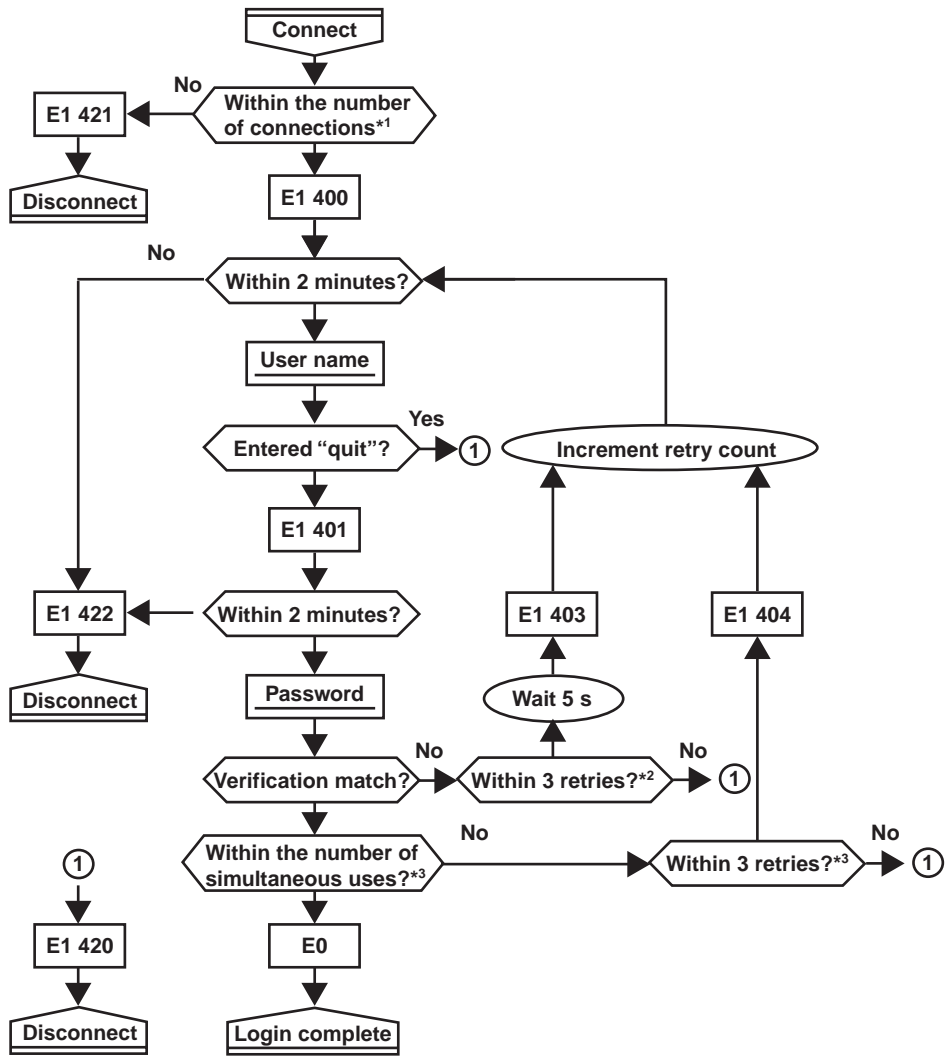 Connect
No
Within the number
of connections*1
E1 421
Disconnect
E1 400
No
Within 2 minutes?
User name
Yes
Entered “quit”?
1
Increment retry count
E1 401
E1 422
Within 2 minutes?
E1 403
E1 404
Disconnect
Password
Wait 5 s
No
No
Verification match?
Within 3 retries?*2
1
No
No
1
Within the number of
simultaneous uses?*3
Within 3 retries?*3
1
E1 420
E0
Disconnect
Login complete